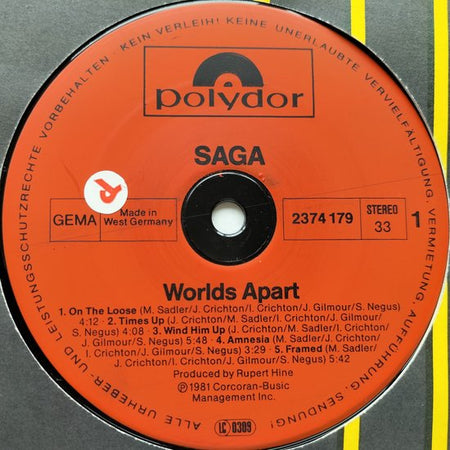 ALLE URHEBER- UND LEISTUNGSSCHUTZRECHTE VORBEHALTEN · KEIN VERLEIH! KEINE UNERLAUBTE VERVIELFÄLTIGUNG, VERMIETUNG, AUFFÜHRUNG, SENDUNG!
polydor
SAGA
R
GEMA
Made in
West Germany
2374 179
STEREO
33
1
Worlds Apart
1. On The Loose (M. Sadler/J. Crichton/I. Crichton/J. Gilmour/S. Negus)
4:12 · 2. Times Up (M. Sadler/J. Crichton/I. Crichton/J. Gilmour/
S. Negus) 4:08 · 3. Wind Him Up (M. Sadler/J. Crichton/I. Crichton/
J. Gilmour/S. Negus) 5:48 · 4. Amnesia (M. Sadler/J. Crichton/
I. Crichton/J. Gilmour/S. Negus) 3:29 · 5. Framed (M. Sadler/
J. Crichton/I. Crichton/J. Gilmour/S. Negus) 5:42
Produced by Rupert Hine
Ⓟ 1981 Corcoran-Busic
Management Inc.
LC 0309